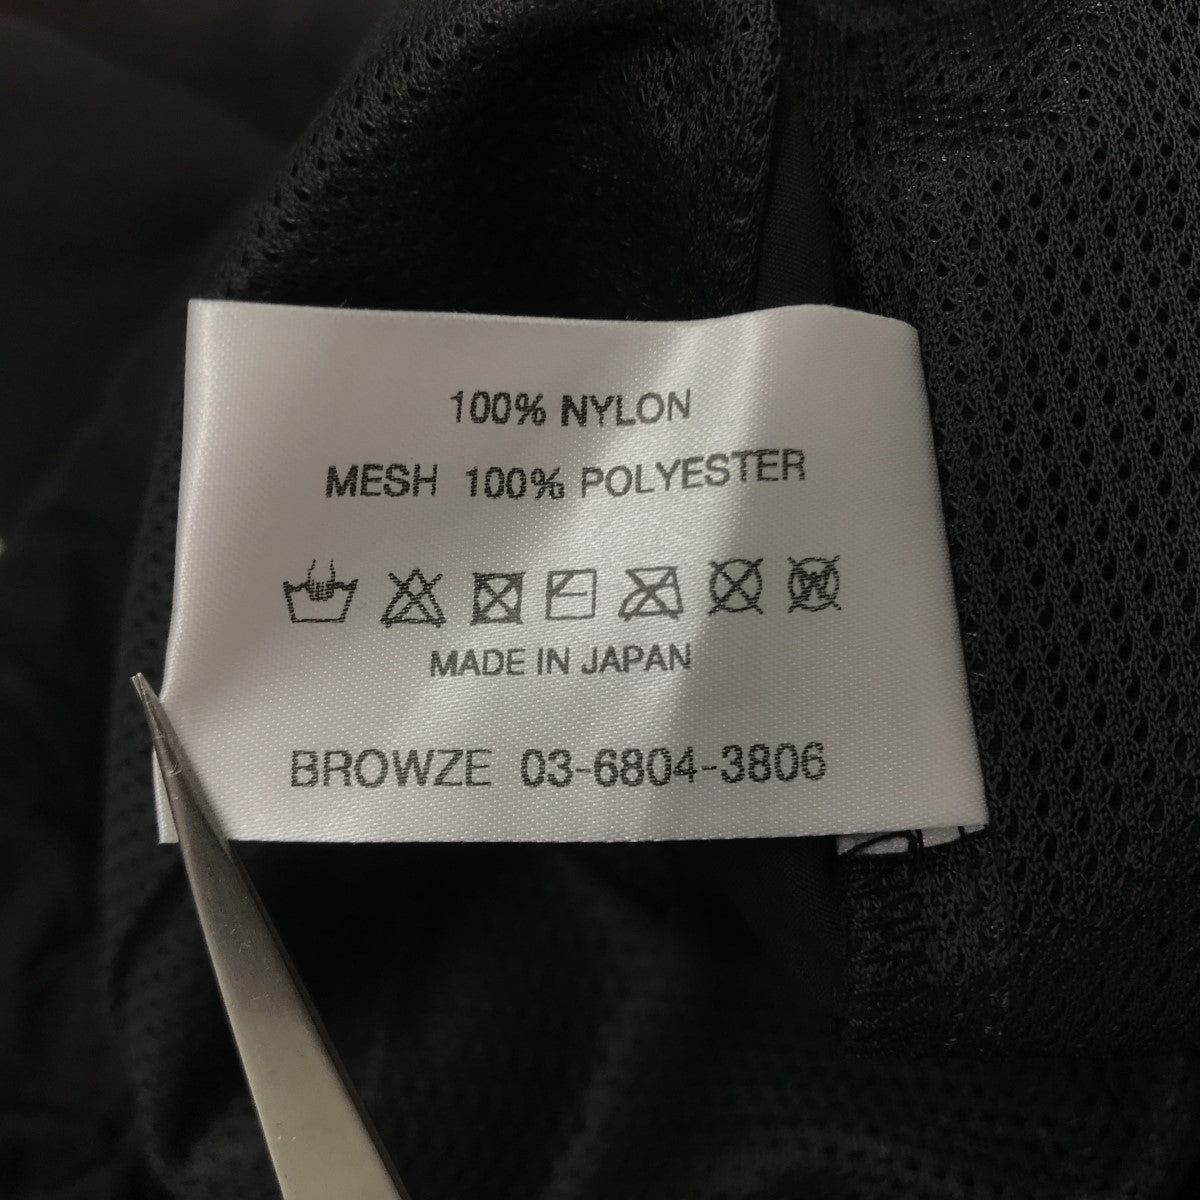 100% NYLON
MESH 100% POLYESTER
MADE IN JAPAN
BROWZE 03-6804-3806